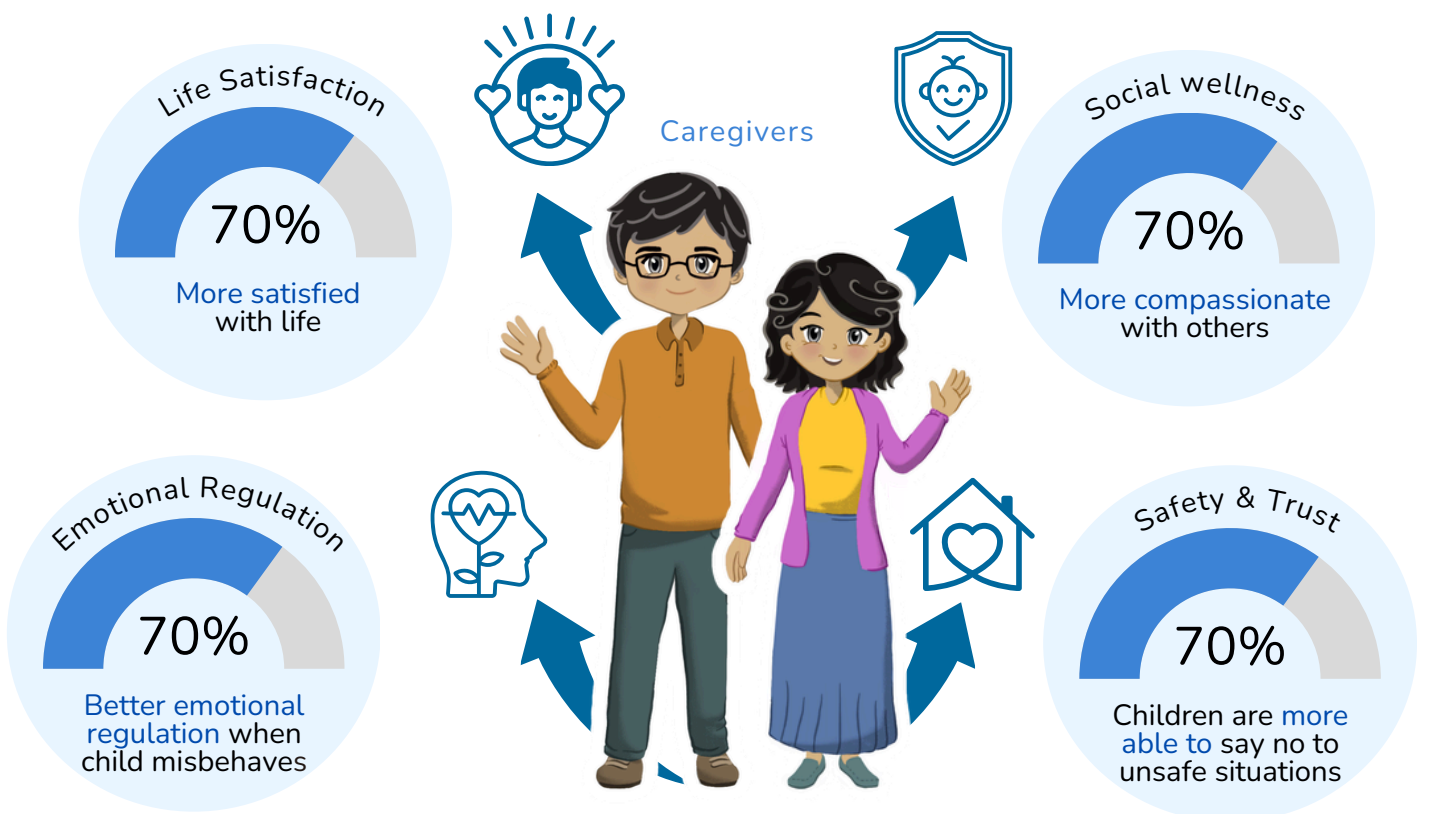 Caregivers
Life Satisfaction
70%
More satisfied
with life
Social wellness
70%
More compassionate
with others
Emotional Regulation
70%
Better emotional
regulation when
child misbehaves
Safety & Trust
70%
Children are more
able to say no to
unsafe situations